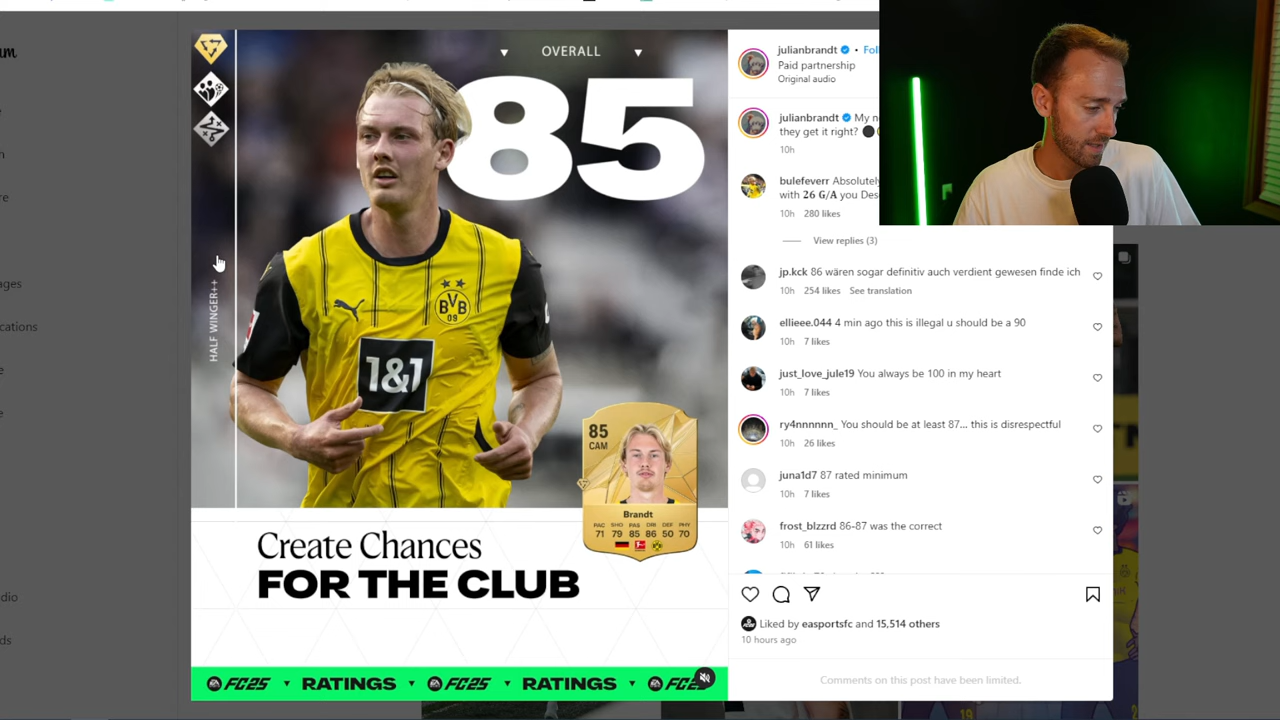 OVERALL
85
HALF WINGER++
BVB
09
1&1
85
CAM
Brandt
PAC SHO PAS DRI DEF PHY
71 79 85 86 50 70
Create Chances
FOR THE CLUB
FC25 RATINGS FC25 RATINGS
julianbrandt • Fol
Paid partnership
Original audio
julianbrandt My
they get it right?
10h
bulefeverr Absolutely
with 26 G/A you
10h 280 likes
View replies (3)
jp.kck 86 wären sogar definitiv auch verdient gewesen finde ich
10h 254 likes See translation
ellieee.044 4 min ago this is illegal u should be a 90
10h 7 likes
just_love_jule19 You always be 100 in my heart
10h 7 likes
ry4nnnnnn_ You should be at least 87... this is disrespectful
10h 26 likes
juna1d7 87 rated minimum
10h 7 likes
frost_blzzrd 86-87 was the correct
10h 61 likes
Liked by easportsfc and 15,514 others
10 hours ago
Comments on this post have been limited.